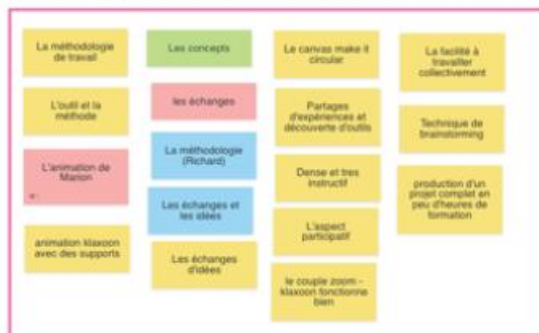 La méthodologie
de travail
L'outil et la
méthode
L'animation de
Marion
animation klaxoon
avec des supports
Les concepts
les échanges
La méthodologie
(Richard)
Les échanges et
les idées
Les échanges
d'idées
Le canvas make it
circular
Partages
d'expériences et
découverte d'outils
Dense et tres
instructif
L'aspect
participatif
le couple zoom -
klaxoon fonctionne
bien
La facilité à
travailler
collectivement
Technique de
brainstorming
production d'un
projet complet en
peu d'heures de
formation